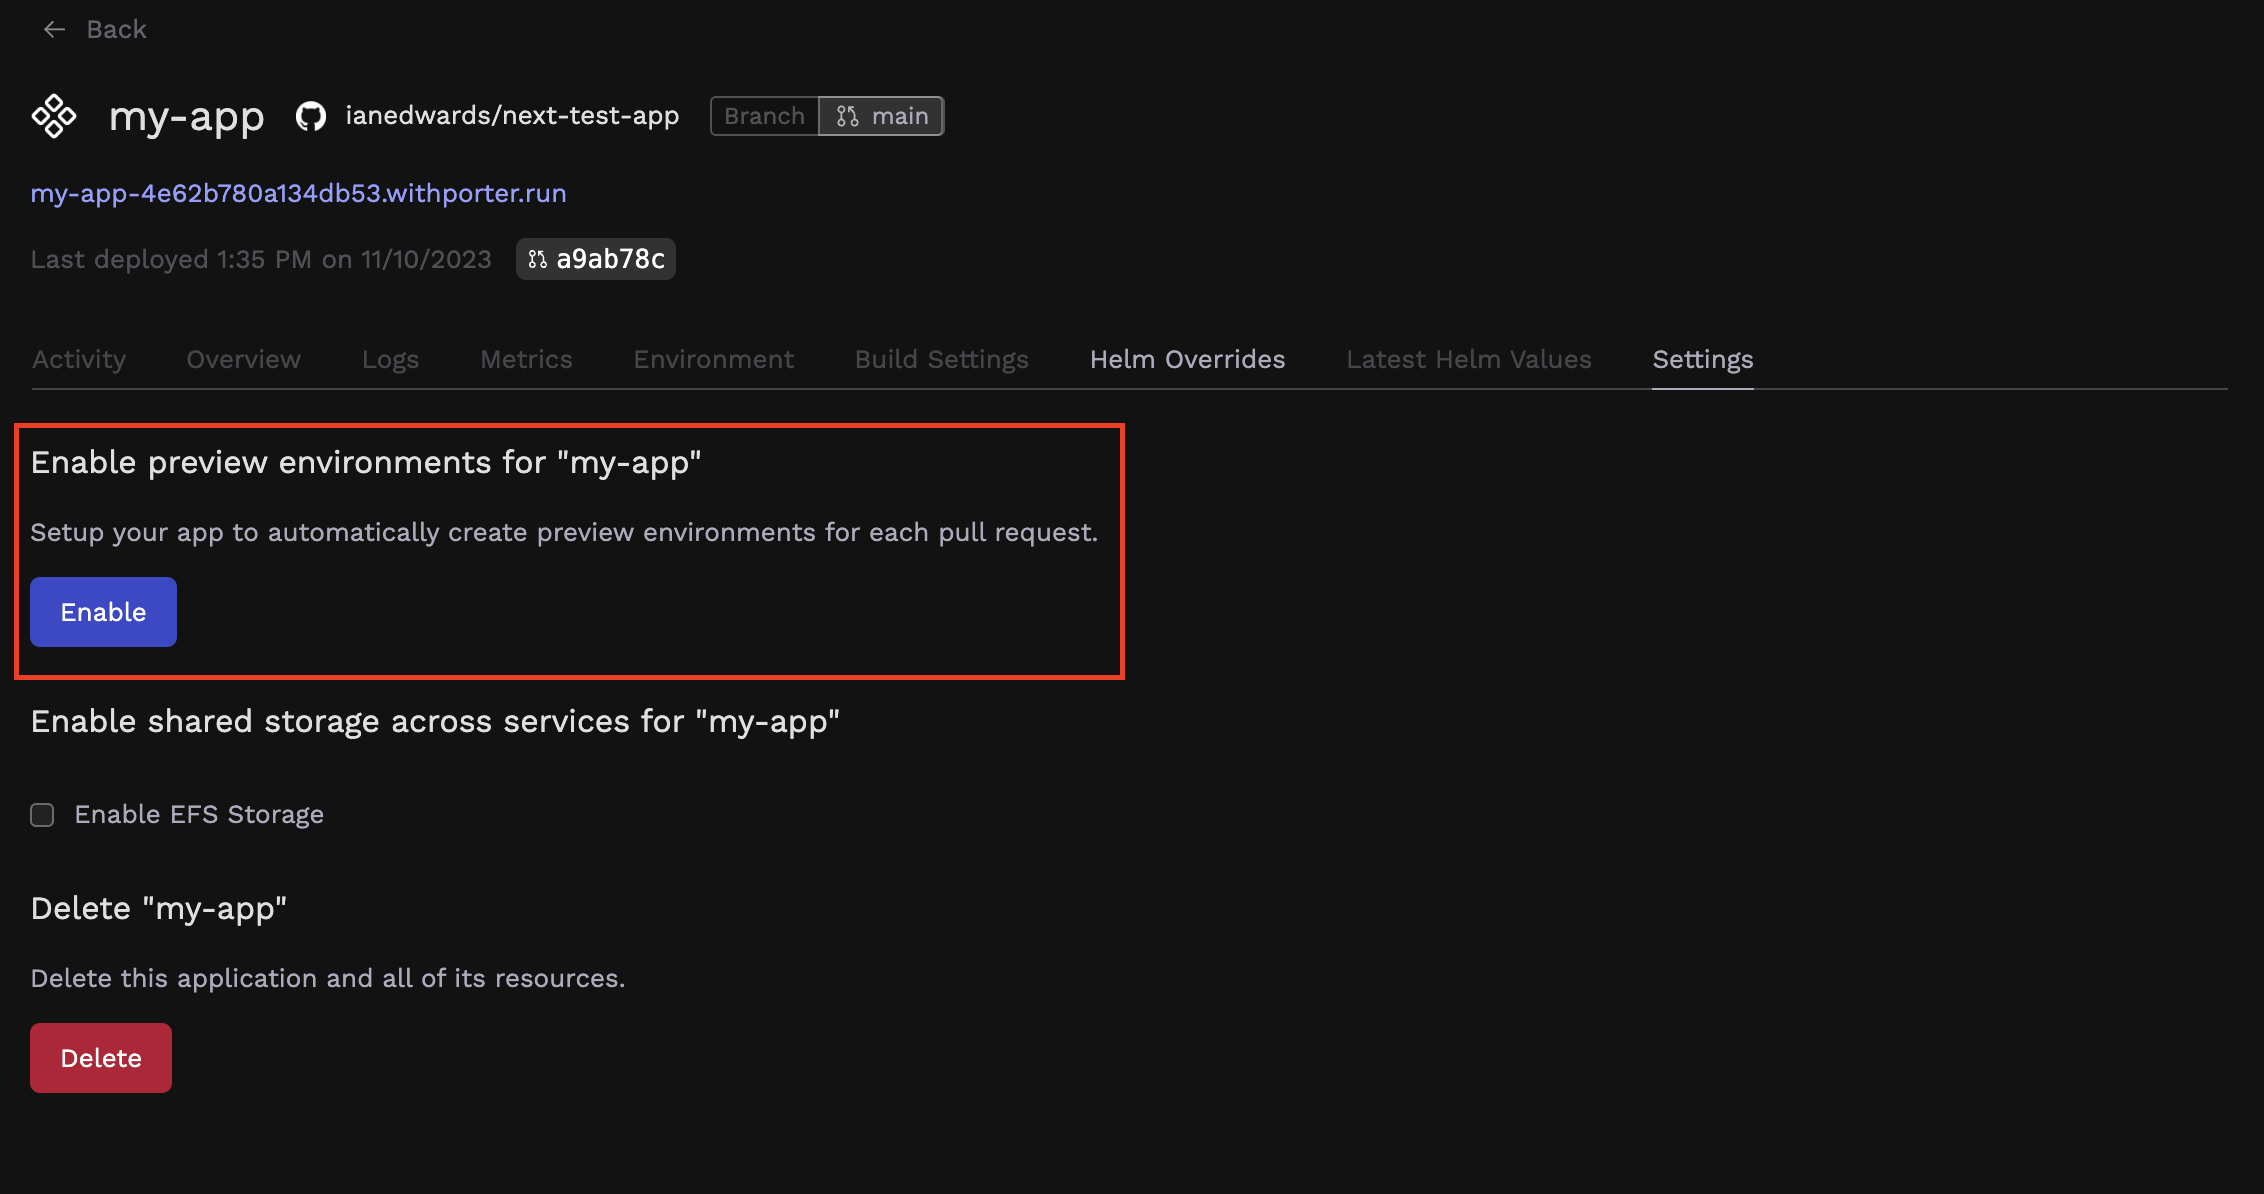 Back
my-app ianedwards/next-test-app Branch main
my-app-4e62b780a134db53.withporter.run
Last deployed 1:35 PM on 11/10/2023 a9ab78c
Activity Overview Logs Metrics Environment Build Settings Helm Overrides Latest Helm Values Settings
Enable preview environments for "my-app"
Setup your app to automatically create preview environments for each pull request.
Enable
Enable shared storage across services for "my-app"
Enable EFS Storage
Delete "my-app"
Delete this application and all of its resources.
Delete